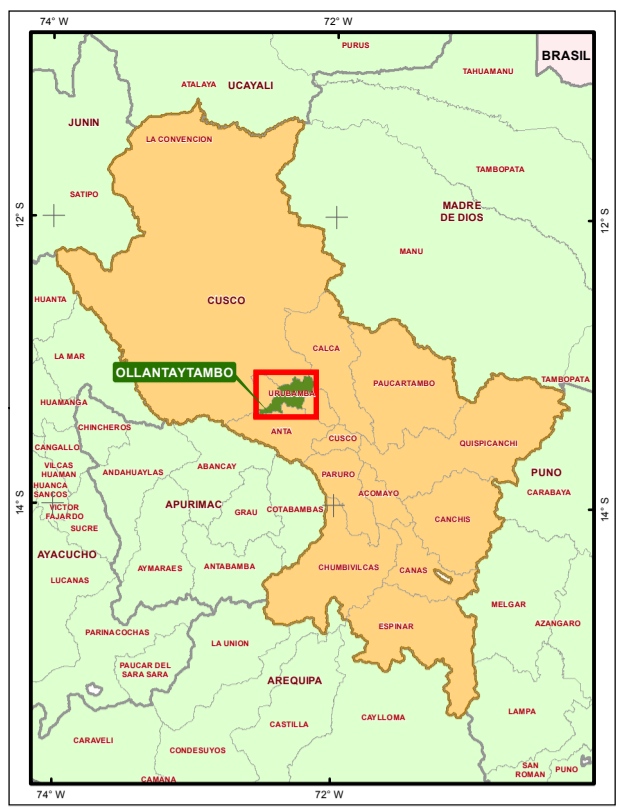 74° W
72° W
PURUS
BRASIL
TAHUAMANU
ATALAYA
UCAYALI
JUNIN
LA CONVENCION
TAMBOPATA
SATIPO
MADRE
DE DIOS
12° S
12° S
MANU
HUANTA
CUSCO
CALCA
LA MAR
OLLANTAYTAMBO
PAUCARTAMBO
TAMBOPATA
URUBAMBA
HUAMANGA
CHINCHEROS
ANTA
CUSCO
QUISPICANCHI
CANGALLO
VILCAS
HUAMAN
ANDAHUAYLAS
ABANCAY
PARURO
PUNO
HUANCA
SANCOS
ACOMAYO
CARABAYA
14° S
14° S
VICTOR
FAJARDO
APURIMAC
GRAU
COTABAMBAS
CANCHIS
SUCRE
AYACUCHO
AYMARAES
ANTABAMBA
CHUMBIVILCAS
CANAS
LUCANAS
MELGAR
AZANGARO
PARINACOCHAS
ESPINAR
LA UNION
PAUCAR DEL
SARA SARA
AREQUIPA
CASTILLA
CAYLLOMA
LAMPA
CARAVELI
CONDESUYOS
SAN
ROMAN
PUNO
CAMANA
74° W
72° W